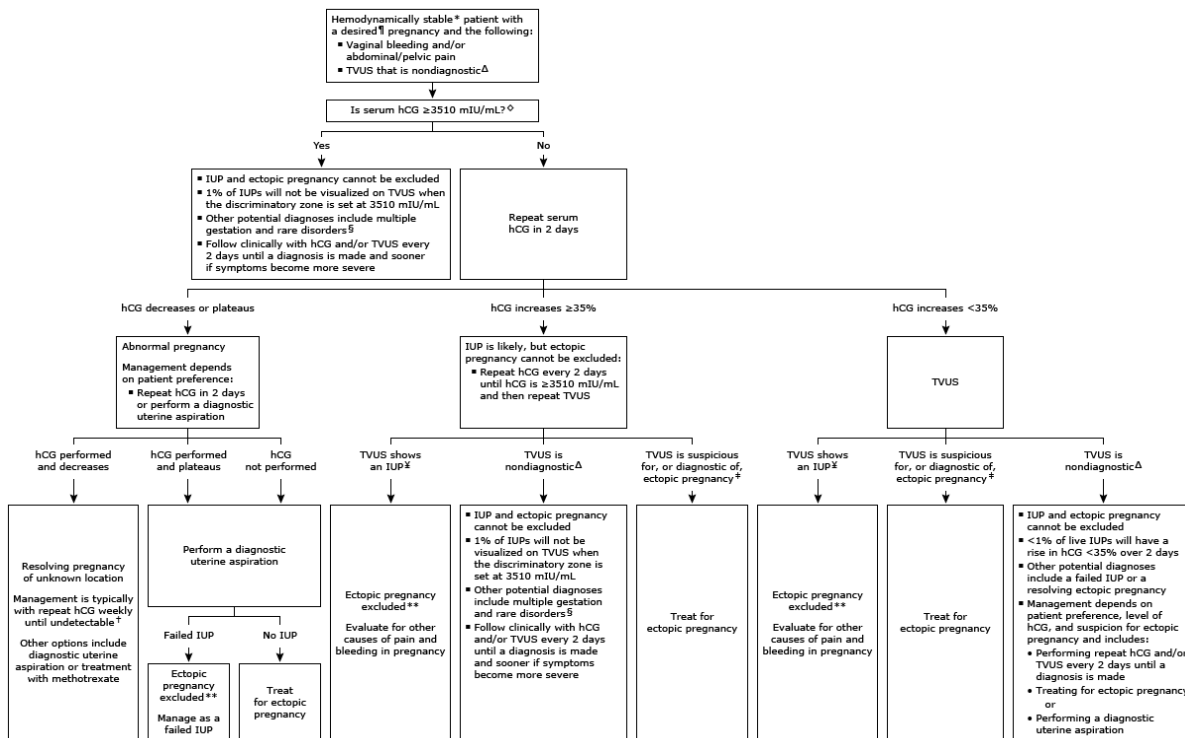 Hemodynamically stable* patient with
a desired¶ pregnancy and the following:
▪ Vaginal bleeding and/or
abdominal/pelvic pain
▪ TVUS that is nondiagnosticΔ
Is serum hCG ≥3510 mIU/mL?◇
Yes
No
▪ IUP and ectopic pregnancy cannot be excluded
▪ 1% of IUPs will not be visualized on TVUS when
the discriminatory zone is set at 3510 mIU/mL
▪ Other potential diagnoses include multiple
gestation and rare disorders§
▪ Follow clinically with hCG and/or TVUS every
2 days until a diagnosis is made and sooner
if symptoms become more severe
Repeat serum
hCG in 2 days
hCG decreases or plateaus
hCG increases ≥35%
hCG increases <35%
Abnormal pregnancy
Management depends
on patient preference:
▪ Repeat hCG in 2 days
or perform a diagnostic
uterine aspiration
IUP is likely, but ectopic
pregnancy cannot be excluded:
▪ Repeat hCG every 2 days
until hCG is ≥3510 mIU/mL
and then repeat TVUS
TVUS
hCG performed
and decreases
hCG performed
and plateaus
hCG
not performed
TVUS shows
an IUP¥
TVUS is
nondiagnosticΔ
TVUS is suspicious
for, or diagnostic of,
ectopic pregnancy‡
TVUS shows
an IUP¥
TVUS is suspicious
for, or diagnostic of,
ectopic pregnancy‡
TVUS is
nondiagnosticΔ
Resolving pregnancy
of unknown location
Management is typically
with repeat hCG weekly
until undetectable†
Other options include
diagnostic uterine
aspiration or treatment
with methotrexate
Perform a diagnostic
uterine aspiration
Failed IUP
No IUP
Ectopic
pregnancy
excluded**
Manage as a
failed IUP
Treat
for ectopic
pregnancy
Ectopic pregnancy
excluded**
Evaluate for other
causes of pain and
bleeding in pregnancy
▪ IUP and ectopic pregnancy
cannot be excluded
▪ 1% of IUPs will not be
visualized on TVUS when
the discriminatory zone is
set at 3510 mIU/mL
▪ Other potential diagnoses
include multiple gestation
and rare disorders§
▪ Follow clinically with hCG
and/or TVUS every 2 days
until a diagnosis is made
and sooner if symptoms
become more severe
Treat for
ectopic pregnancy
Ectopic pregnancy
excluded**
Evaluate for other
causes of pain and
bleeding in pregnancy
Treat for
ectopic pregnancy
▪ IUP and ectopic pregnancy
cannot be excluded
▪ <1% of live IUPs will have a
rise in hCG <35% over 2 days
▪ Other potential diagnoses
include a failed IUP or a
resolving ectopic pregnancy
▪ Management depends on
patient preference, level of
hCG, and suspicion for ectopic
pregnancy and includes:
• Performing repeat hCG and/or
TVUS every 2 days until a
diagnosis is made
• Treating for ectopic pregnancy
or
• Performing a diagnostic
uterine aspiration